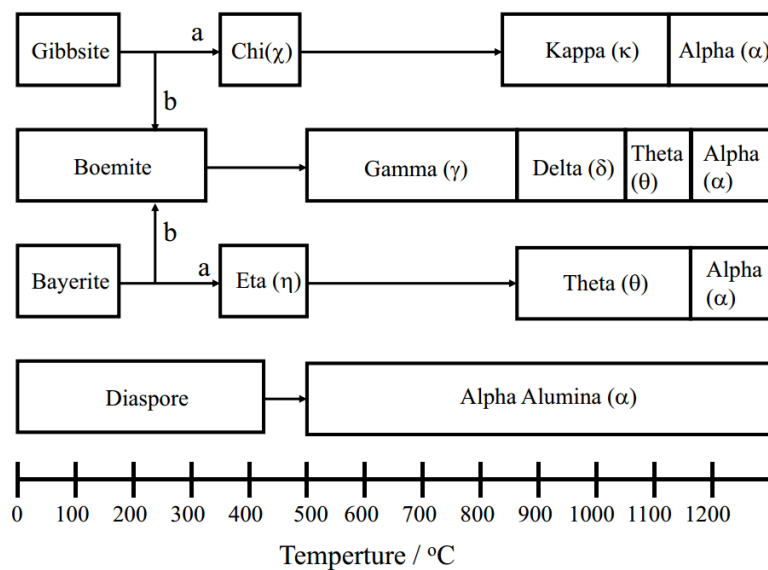 Gibbsite
a
Chi(χ)
Kappa (κ)
Alpha (α)
b
Boemite
Gamma (γ)
Delta (δ)
Theta
(θ)
Alpha
(α)
b
Bayerite
a
Eta (η)
Theta (θ)
Alpha
(α)
Diaspore
Alpha Alumina (α)
0 100 200 300 400 500 600 700 800 900 1000 1100 1200
Temperture / °C